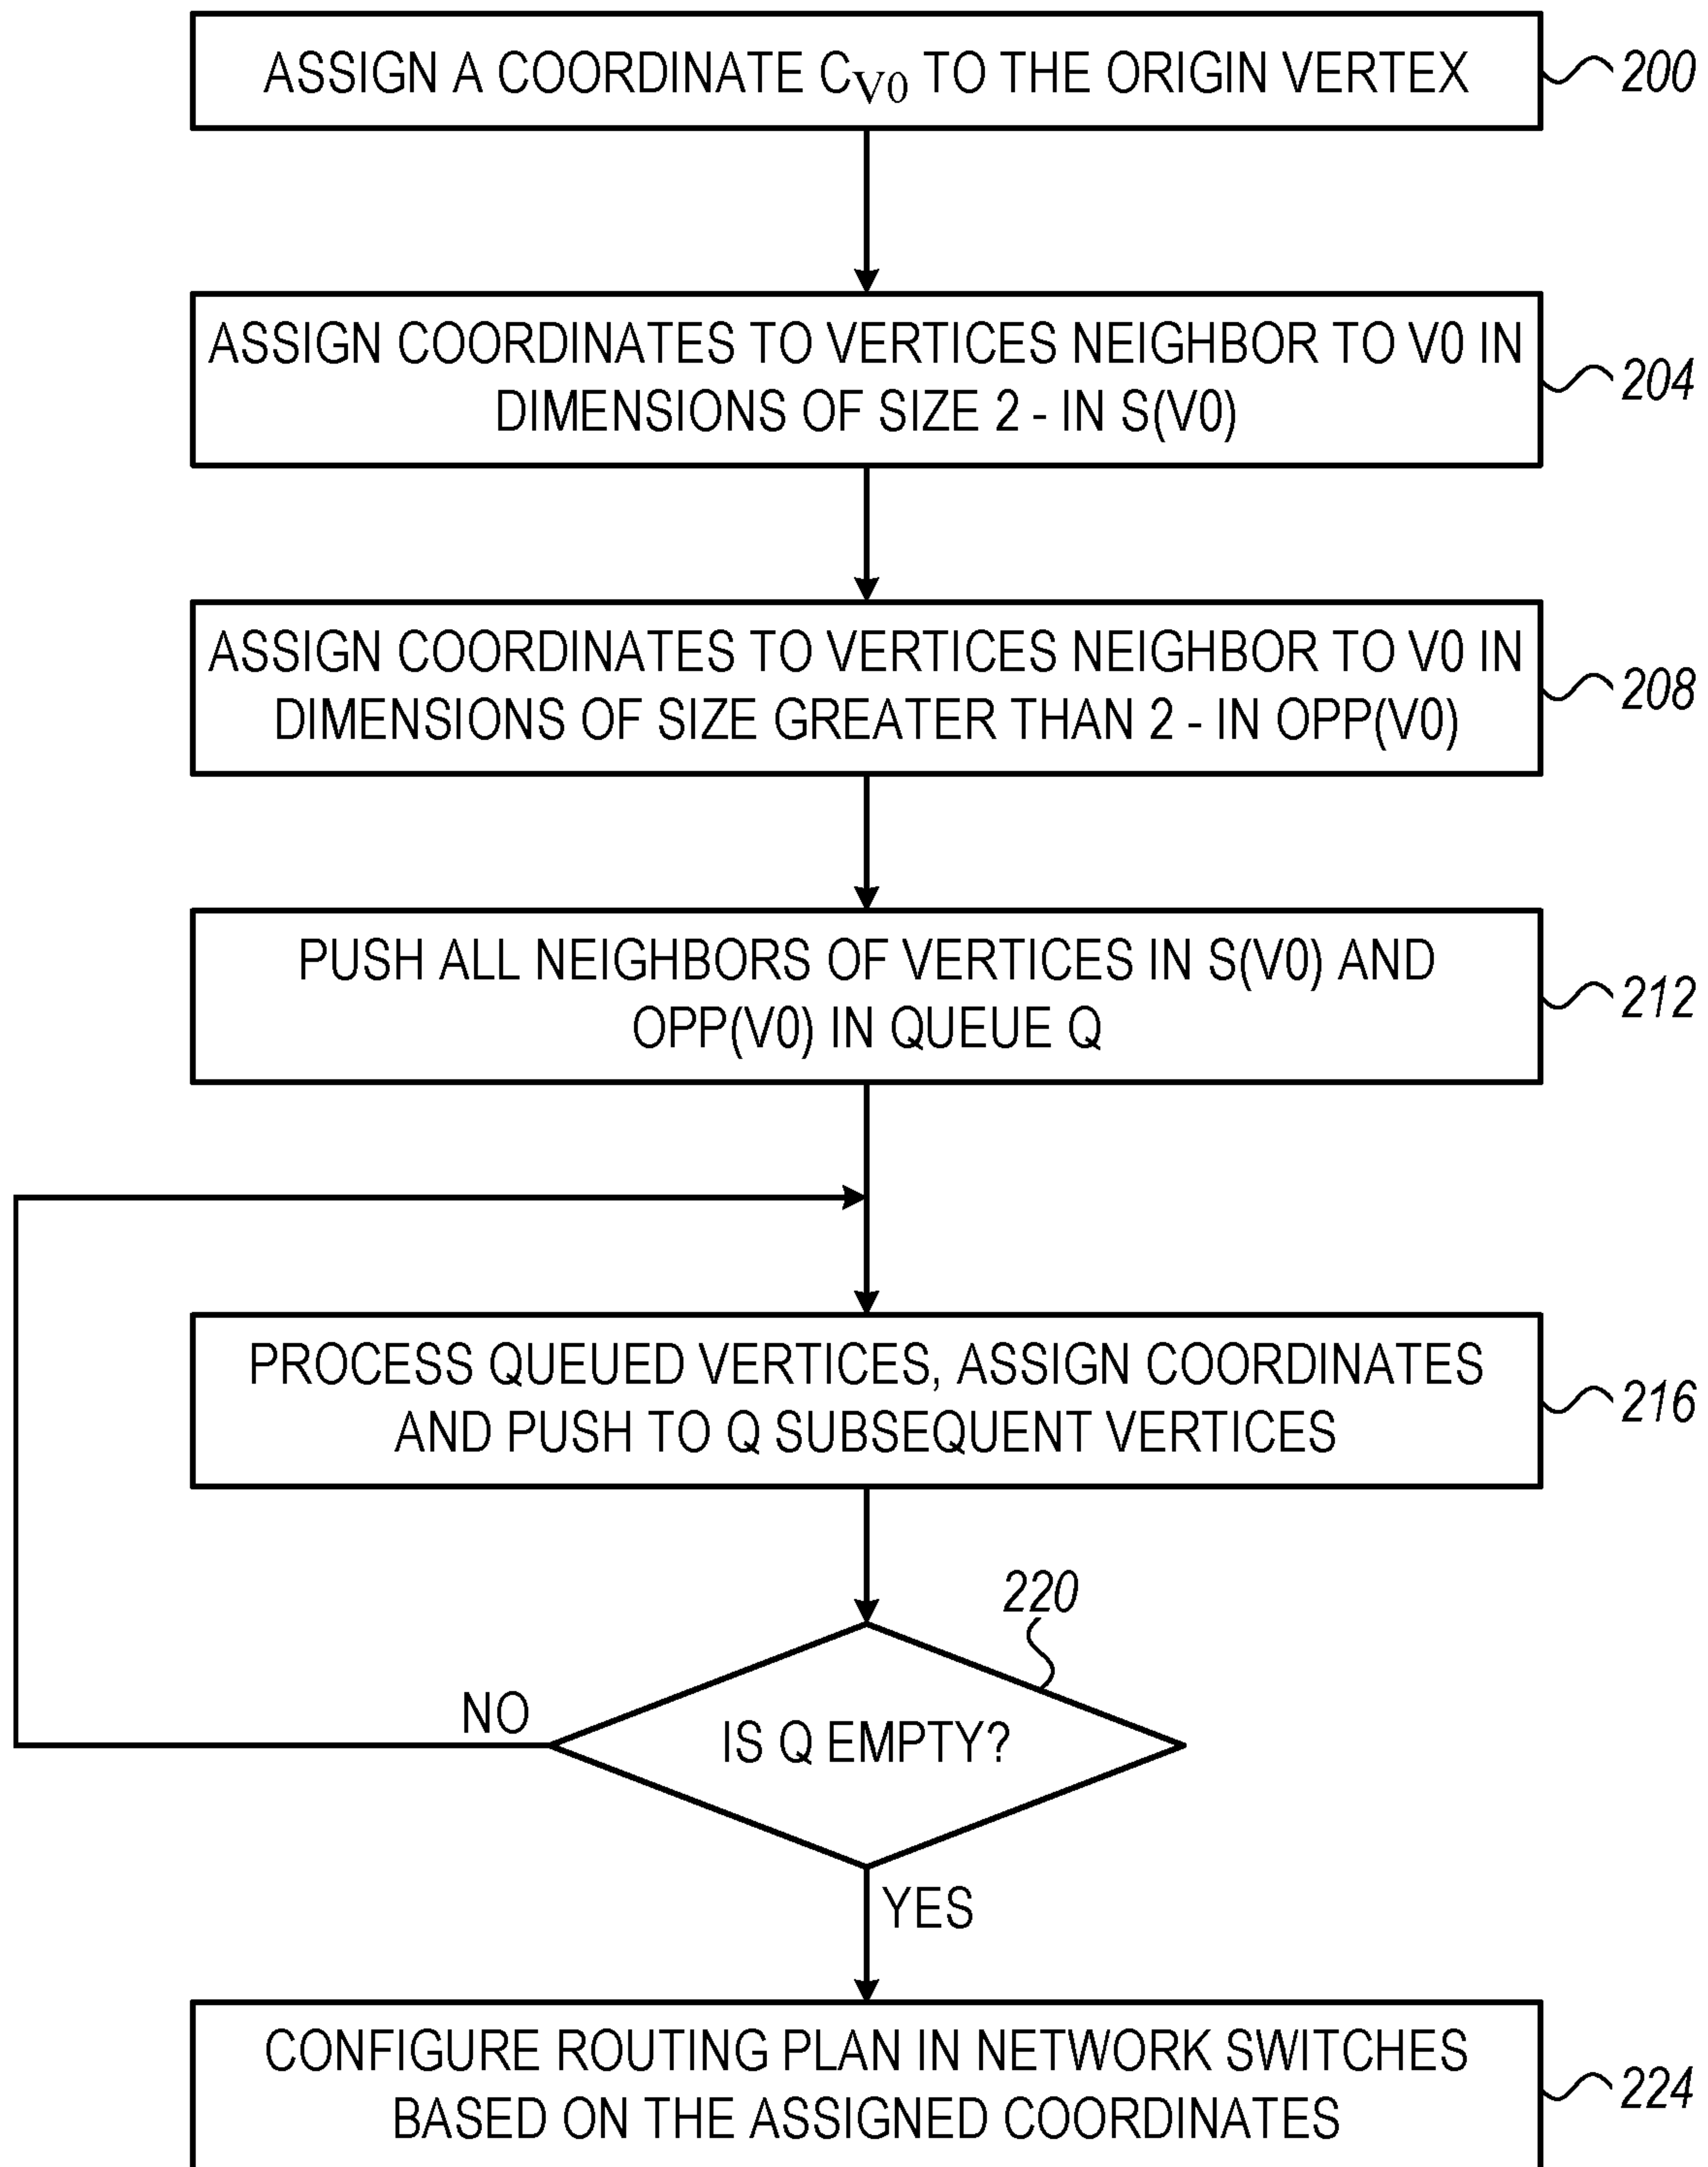 ASSIGN A COORDINATE CV0 TO THE ORIGIN VERTEX
200
ASSIGN COORDINATES TO VERTICES NEIGHBOR TO V0 IN
DIMENSIONS OF SIZE 2 - IN S(V0)
204
ASSIGN COORDINATES TO VERTICES NEIGHBOR TO V0 IN
DIMENSIONS OF SIZE GREATER THAN 2 - IN OPP(V0)
208
PUSH ALL NEIGHBORS OF VERTICES IN S(V0) AND
OPP(V0) IN QUEUE Q
212
PROCESS QUEUED VERTICES, ASSIGN COORDINATES
AND PUSH TO Q SUBSEQUENT VERTICES
216
220
NO
IS Q EMPTY?
YES
CONFIGURE ROUTING PLAN IN NETWORK SWITCHES
BASED ON THE ASSIGNED COORDINATES
224